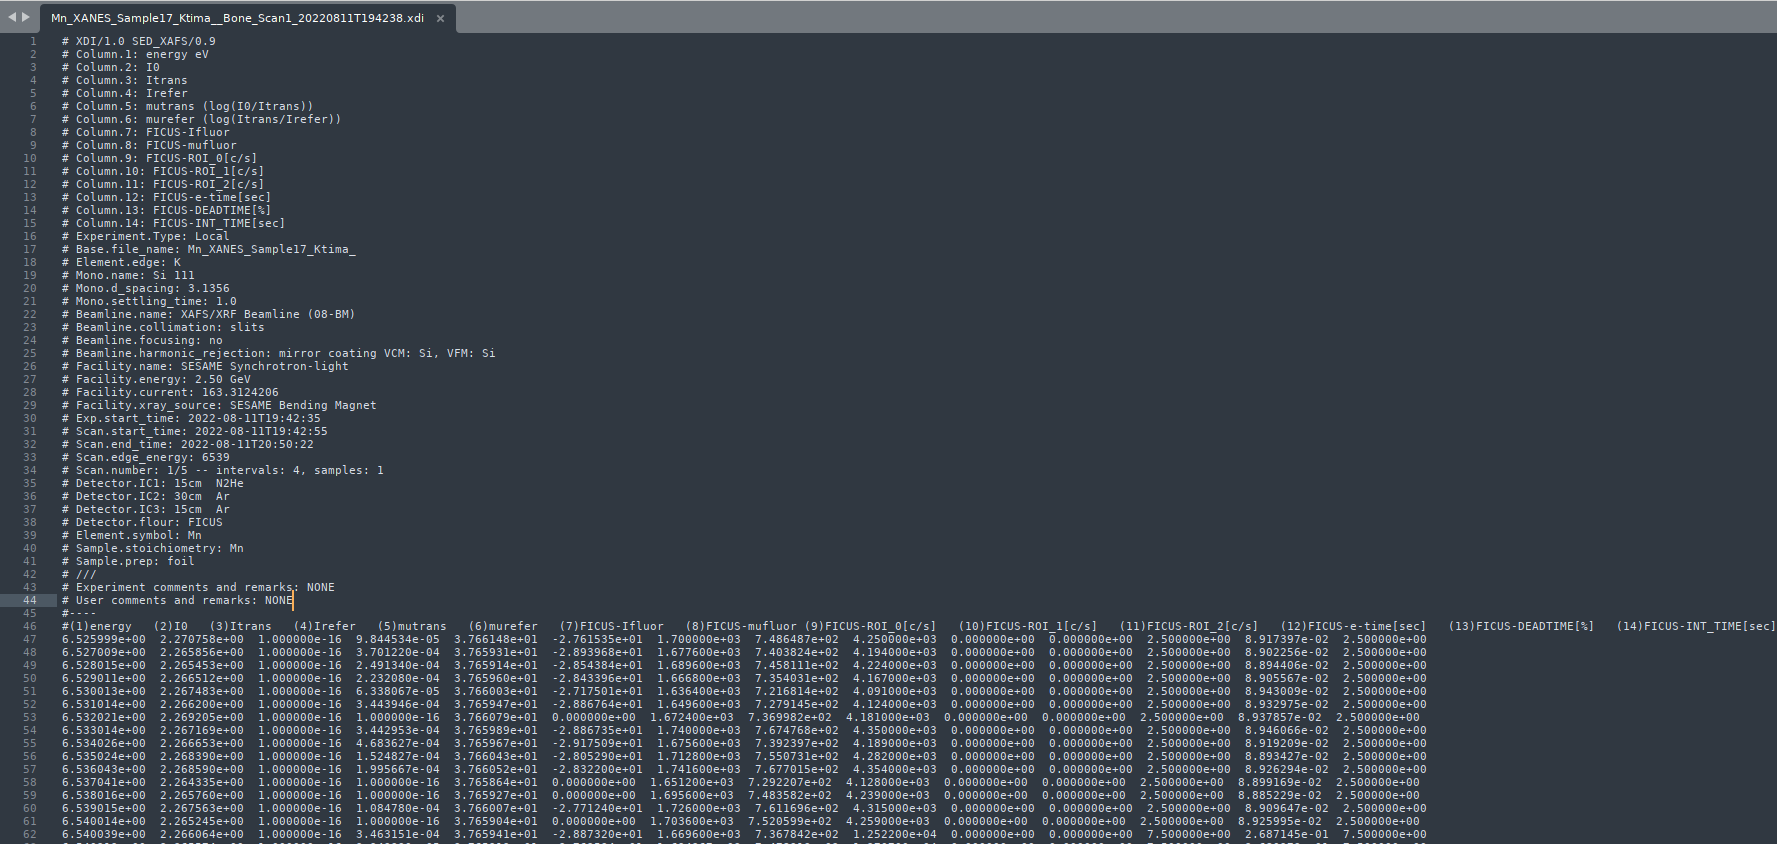 Mn_XANES_Sample17_Ktima__Bone_Scan1_20220811T194238.xdi ×
1 # XDI/1.0 SED_XAFS/0.9
2 # Column.1: energy eV
3 # Column.2: I0
4 # Column.3: Itrans
5 # Column.4: Irefer
6 # Column.5: mutrans (log(I0/Itrans))
7 # Column.6: murefer (log(Itrans/Irefer))
8 # Column.7: FICUS-Ifluor
9 # Column.8: FICUS-mufluor
10 # Column.9: FICUS-ROI_0[c/s]
11 # Column.10: FICUS-ROI_1[c/s]
12 # Column.11: FICUS-ROI_2[c/s]
13 # Column.12: FICUS-e-time[sec]
14 # Column.13: FICUS-DEADTIME[%]
15 # Column.14: FICUS-INT_TIME[sec]
16 # Experiment.Type: Local
17 # Base.file_name: Mn_XANES_Sample17_Ktima_
18 # Element.edge: K
19 # Mono.name: Si 111
20 # Mono.d_spacing: 3.1356
21 # Mono.settling_time: 1.0
22 # Beamline.name: XAFS/XRF Beamline (08-BM)
23 # Beamline.collimation: slits
24 # Beamline.focusing: no
25 # Beamline.harmonic_rejection: mirror coating VCM: Si, VFM: Si
26 # Facility.name: SESAME Synchrotron-light
27 # Facility.energy: 2.50 GeV
28 # Facility.current: 163.3124206
29 # Facility.xray_source: SESAME Bending Magnet
30 # Exp.start_time: 2022-08-11T19:42:35
31 # Scan.start_time: 2022-08-11T19:42:55
32 # Scan.end_time: 2022-08-11T20:50:22
33 # Scan.edge_energy: 6539
34 # Scan.number: 1/5 -- intervals: 4, samples: 1
35 # Detector.IC1: 15cm  N2He
36 # Detector.IC2: 30cm  Ar
37 # Detector.IC3: 15cm  Ar
38 # Detector.flour: FICUS
39 # Element.symbol: Mn
40 # Sample.stoichiometry: Mn
41 # Sample.prep: foil
42 # ///
43 # Experiment comments and remarks: NONE
44 # User comments and remarks: NONE
45 #----
46 #(1)energy (2)I0 (3)Itrans (4)Irefer (5)mutrans (6)murefer (7)FICUS-Ifluor (8)FICUS-mufluor (9)FICUS-ROI_0[c/s] (10)FICUS-ROI_1[c/s] (11)FICUS-ROI_2[c/s] (12)FICUS-e-time[sec] (13)FICUS-DEADTIME[%] (14)FICUS-INT_TIME[sec]
47 6.525999e+00 2.270758e+00 1.000000e-16 9.844534e-05 3.766148e+01 -2.761535e+01 1.700000e+03 7.486487e+02 4.250000e+03 0.000000e+00 0.000000e+00 2.500000e+00 8.917397e-02 2.500000e+00
48 6.527009e+00 2.265856e+00 1.000000e-16 3.701220e-04 3.765931e+01 -2.893968e+01 1.677600e+03 7.403824e+02 4.194000e+03 0.000000e+00 0.000000e+00 2.500000e+00 8.902256e-02 2.500000e+00
49 6.528015e+00 2.265453e+00 1.000000e-16 2.491340e-04 3.765914e+01 -2.854384e+01 1.689600e+03 7.458111e+02 4.224000e+03 0.000000e+00 0.000000e+00 2.500000e+00 8.894406e-02 2.500000e+00
50 6.529011e+00 2.266512e+00 1.000000e-16 2.232080e-04 3.765960e+01 -2.843396e+01 1.666800e+03 7.354031e+02 4.167000e+03 0.000000e+00 0.000000e+00 2.500000e+00 8.905567e-02 2.500000e+00
51 6.530013e+00 2.267483e+00 1.000000e-16 6.338067e-05 3.766003e+01 -2.717501e+01 1.636400e+03 7.216814e+02 4.091000e+03 0.000000e+00 0.000000e+00 2.500000e+00 8.943009e-02 2.500000e+00
52 6.531014e+00 2.266200e+00 1.000000e-16 3.443946e-04 3.765947e+01 -2.886764e+01 1.649600e+03 7.279145e+02 4.124000e+03 0.000000e+00 0.000000e+00 2.500000e+00 8.932975e-02 2.500000e+00
53 6.532021e+00 2.269205e+00 1.000000e-16 1.000000e-16 3.766079e+01 0.000000e+00 1.672400e+03 7.369982e+02 4.181000e+03 0.000000e+00 0.000000e+00 2.500000e+00 8.937857e-02 2.500000e+00
54 6.533014e+00 2.267169e+00 1.000000e-16 3.442953e-04 3.765989e+01 -2.886735e+01 1.740000e+03 7.674768e+02 4.350000e+03 0.000000e+00 0.000000e+00 2.500000e+00 8.946066e-02 2.500000e+00
55 6.534026e+00 2.266653e+00 1.000000e-16 4.683627e-04 3.765967e+01 -2.917509e+01 1.675600e+03 7.392397e+02 4.189000e+03 0.000000e+00 0.000000e+00 2.500000e+00 8.919209e-02 2.500000e+00
56 6.535024e+00 2.268390e+00 1.000000e-16 1.524827e-04 3.766043e+01 -2.805290e+01 1.712800e+03 7.550731e+02 4.282000e+03 0.000000e+00 0.000000e+00 2.500000e+00 8.893427e-02 2.500000e+00
57 6.536043e+00 2.268590e+00 1.000000e-16 1.995667e-04 3.766052e+01 -2.832200e+01 1.741600e+03 7.677015e+02 4.354000e+03 0.000000e+00 0.000000e+00 2.500000e+00 8.926294e-02 2.500000e+00
58 6.537041e+00 2.264335e+00 1.000000e-16 1.000000e-16 3.765864e+01 0.000000e+00 1.651200e+03 7.292207e+02 4.128000e+03 0.000000e+00 0.000000e+00 2.500000e+00 8.899169e-02 2.500000e+00
59 6.538016e+00 2.265760e+00 1.000000e-16 1.000000e-16 3.765927e+01 0.000000e+00 1.695600e+03 7.483582e+02 4.239000e+03 0.000000e+00 0.000000e+00 2.500000e+00 8.885229e-02 2.500000e+00
60 6.539015e+00 2.267563e+00 1.000000e-16 1.084780e-04 3.766007e+01 -2.771240e+01 1.726000e+03 7.611696e+02 4.315000e+03 0.000000e+00 0.000000e+00 2.500000e+00 8.909647e-02 2.500000e+00
61 6.540014e+00 2.265245e+00 1.000000e-16 1.000000e-16 3.765904e+01 0.000000e+00 1.703600e+03 7.520599e+02 4.259000e+03 0.000000e+00 0.000000e+00 2.500000e+00 8.925995e-02 2.500000e+00
62 6.540039e+00 2.266064e+00 1.000000e-16 3.463151e-04 3.765941e+01 -2.887320e+01 1.669600e+03 7.367842e+02 1.252200e+04 0.000000e+00 0.000000e+00 7.500000e+00 2.687145e-01 7.500000e+00